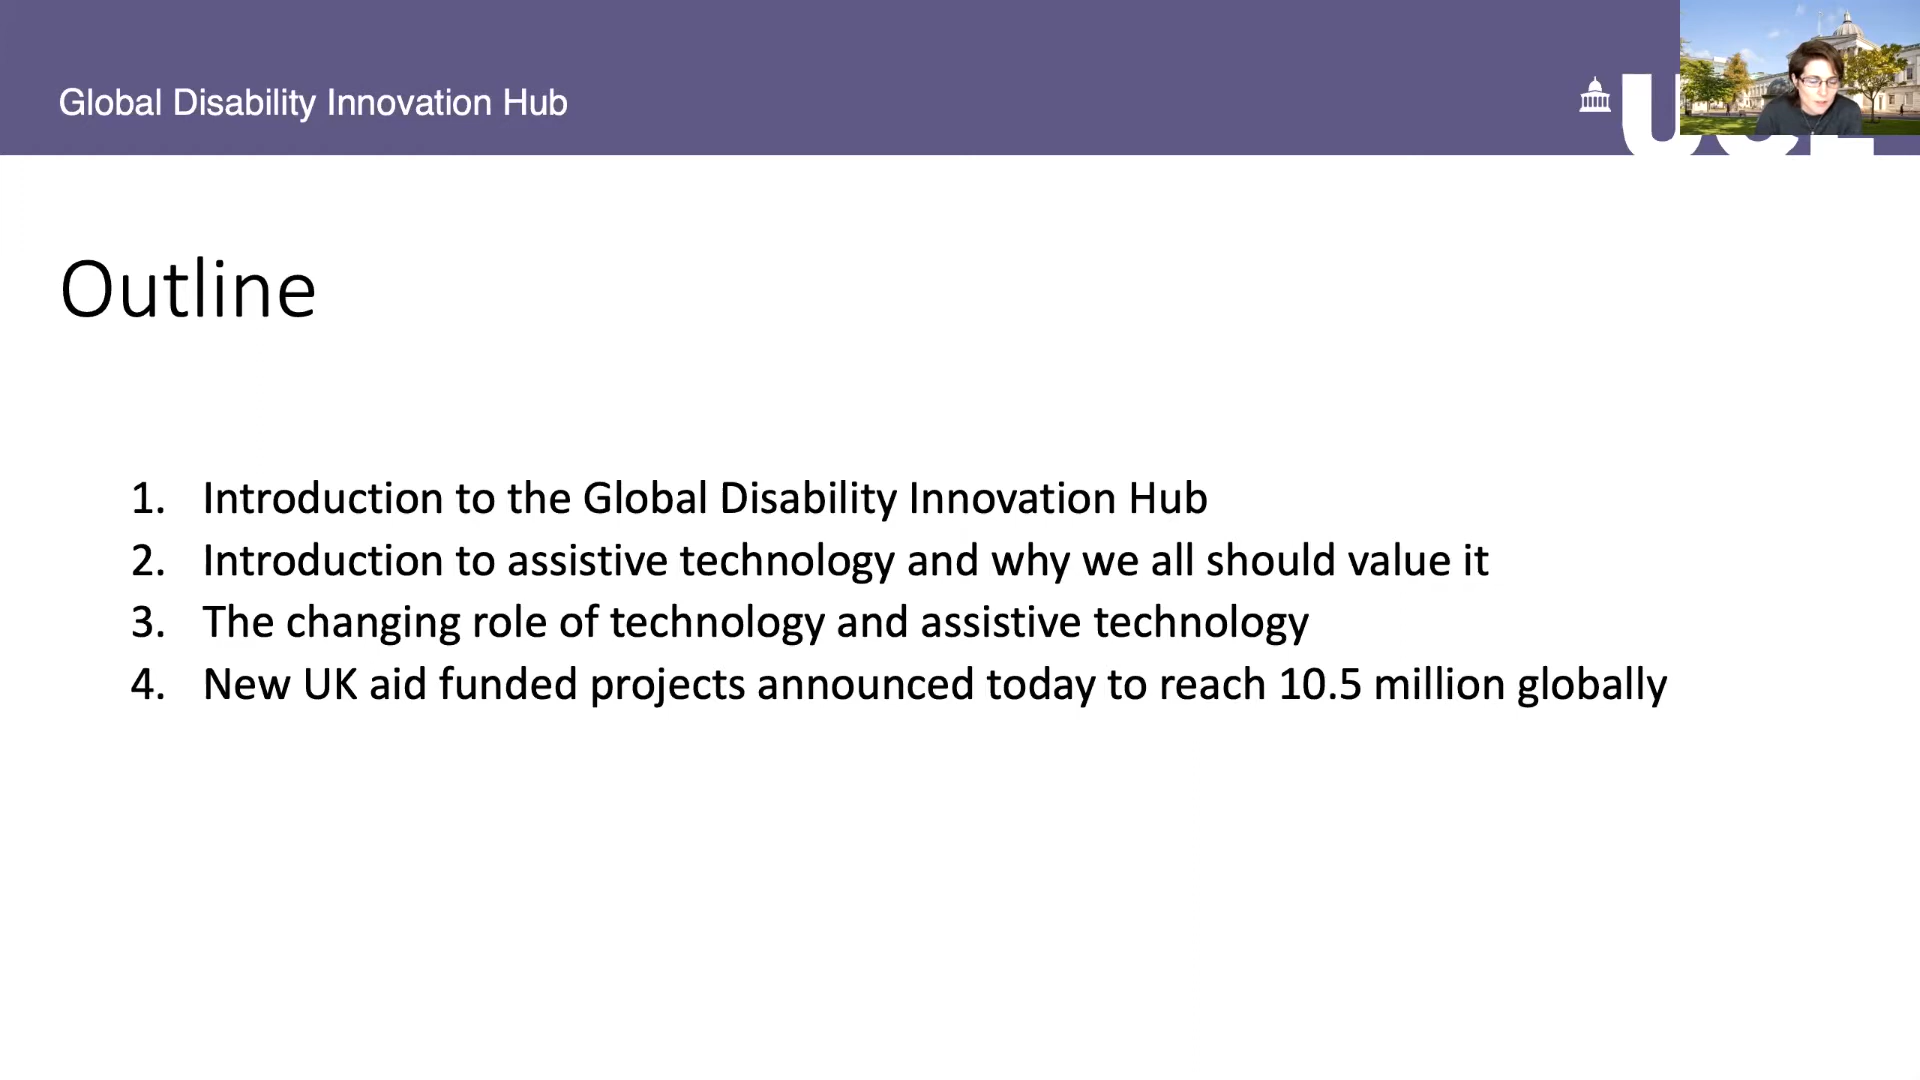 Global Disability Innovation Hub
Outline
1. Introduction to the Global Disability Innovation Hub
2. Introduction to assistive technology and why we all should value it
3. The changing role of technology and assistive technology
4. New UK aid funded projects announced today to reach 10.5 million globally